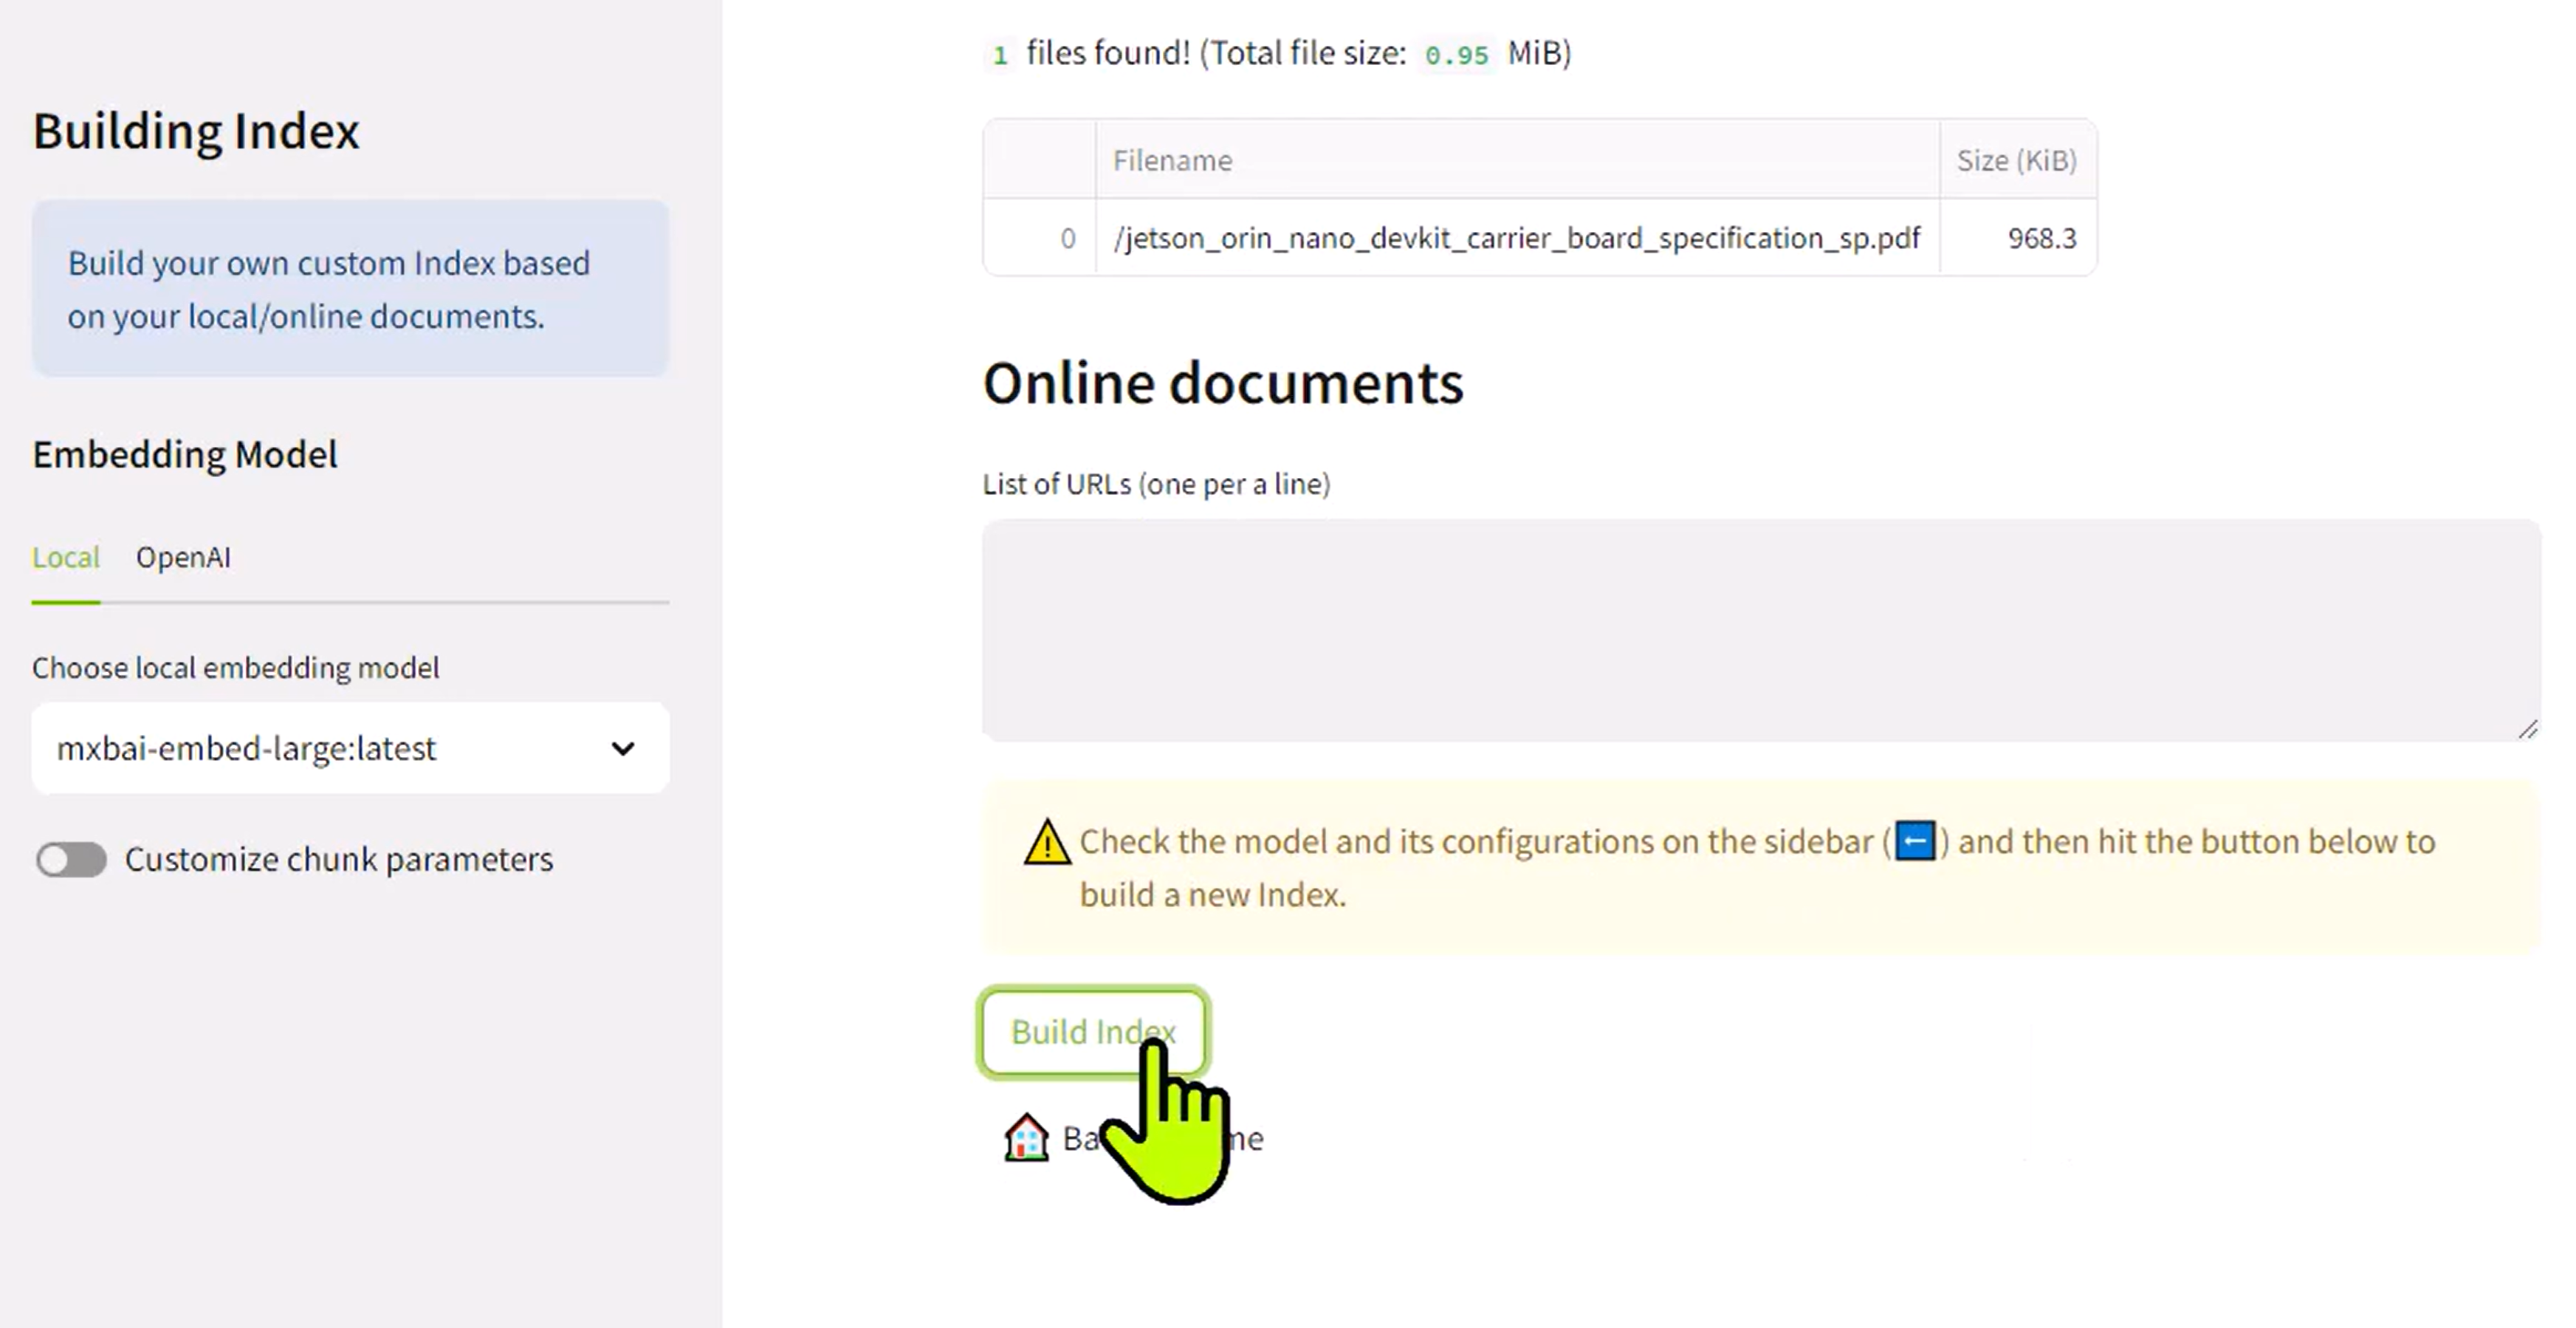 Building Index
Build your own custom Index based
on your local/online documents.
Embedding Model
Local OpenAI
Choose local embedding model
mxbai-embed-large:latest
Customize chunk parameters
1 files found! (Total file size: 0.95 MiB)
Filename Size (KiB)
0 /jetson_orin_nano_devkit_carrier_board_specification_sp.pdf 968.3
Online documents
List of URLs (one per a line)
Check the model and its configurations on the sidebar (⬅️) and then hit the button below to
build a new Index.
Build Index